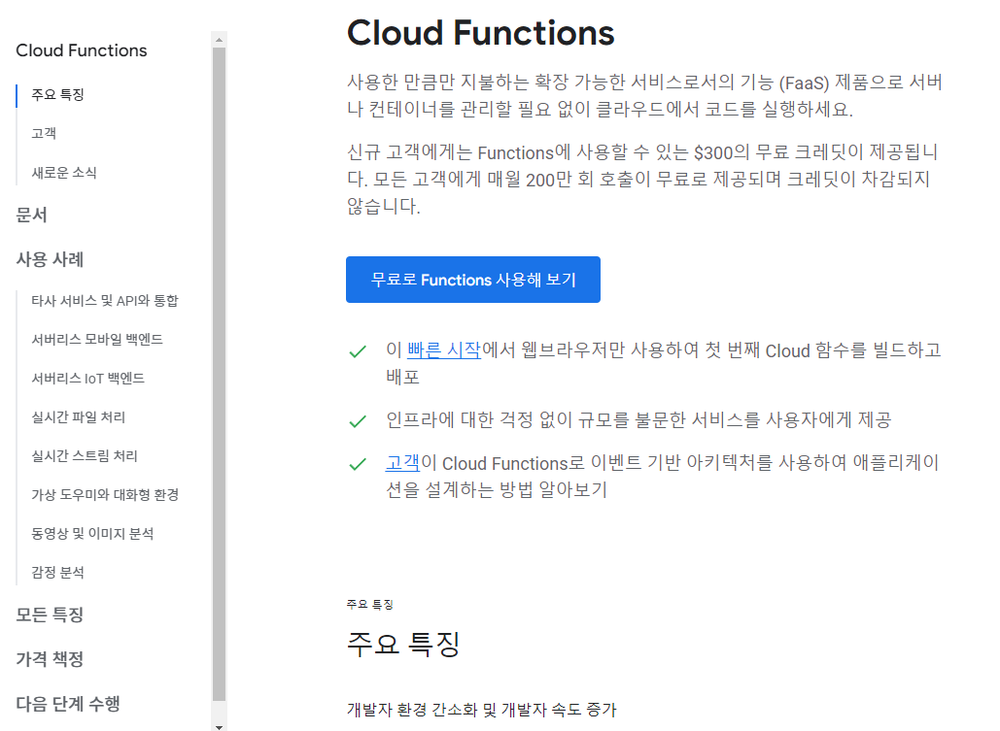 Cloud Functions
주요 특징
고객
새로운 소식
문서
사용 사례
타사 서비스 및 API와 통합
서버리스 모바일 백엔드
서버리스 IoT 백엔드
실시간 파일 처리
실시간 스트림 처리
가상 도우미와 대화형 환경
동영상 및 이미지 분석
감정 분석
모든 특징
가격 책정
다음 단계 수행
Cloud Functions
사용한 만큼만 지불하는 확장 가능한 서비스로서의 기능 (FaaS) 제품으로 서버
나 컨테이너를 관리할 필요 없이 클라우드에서 코드를 실행하세요.
신규 고객에게는 Functions에 사용할 수 있는 $300의 무료 크레딧이 제공됩니
다. 모든 고객에게 매월 200만 회 호출이 무료로 제공되며 크레딧이 차감되지
않습니다.
무료로 Functions 사용해 보기
이 빠른 시작에서 웹브라우저만 사용하여 첫 번째 Cloud 함수를 빌드하고
배포
인프라에 대한 걱정 없이 규모를 불문한 서비스를 사용자에게 제공
고객이 Cloud Functions로 이벤트 기반 아키텍처를 사용하여 애플리케이
션을 설계하는 방법 알아보기
주요 특징
주요 특징
개발자 환경 간소화 및 개발자 속도 증가